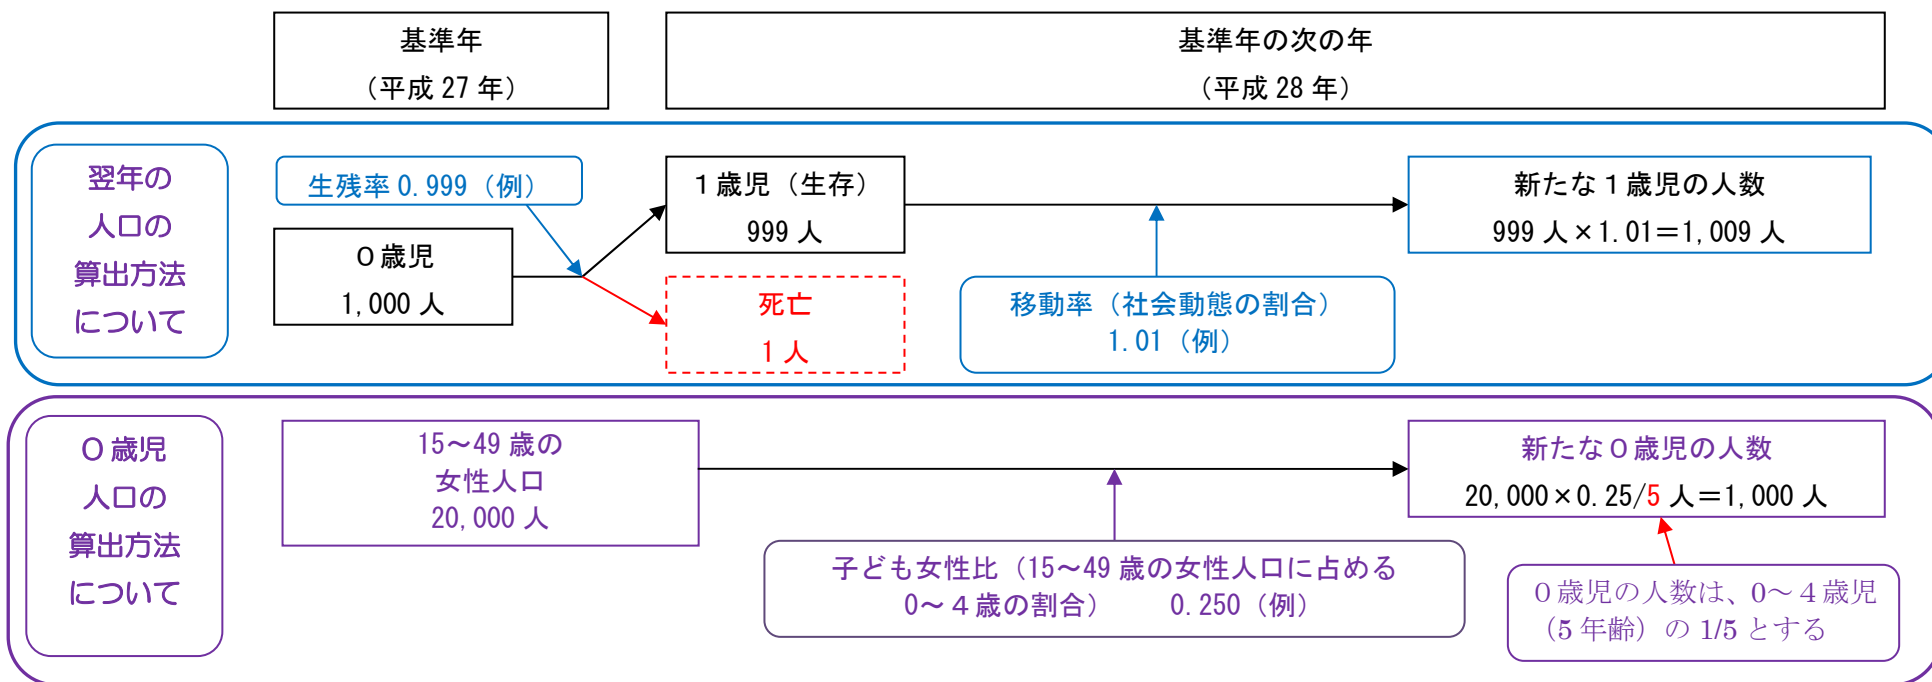 基準年
（平成 27 年）
基準年の次の年
（平成 28 年）
翌年の
人口の
算出方法
について
生残率 0.999（例）
０歳児
1,000 人
１歳児（生存）
999 人
死亡
1 人
移動率（社会動態の割合）
1.01（例）
新たな１歳児の人数
999 人×1.01＝1,009 人
０歳児
人口の
算出方法
について
15～49 歳の
女性人口
20,000 人
子ども女性比（15～49 歳の女性人口に占める
0～４歳の割合） 0.250（例）
新たな０歳児の人数
20,000×0.25/5 人＝1,000 人
０歳児の人数は、0～４歳児
（5 年齢）の 1/5 とする